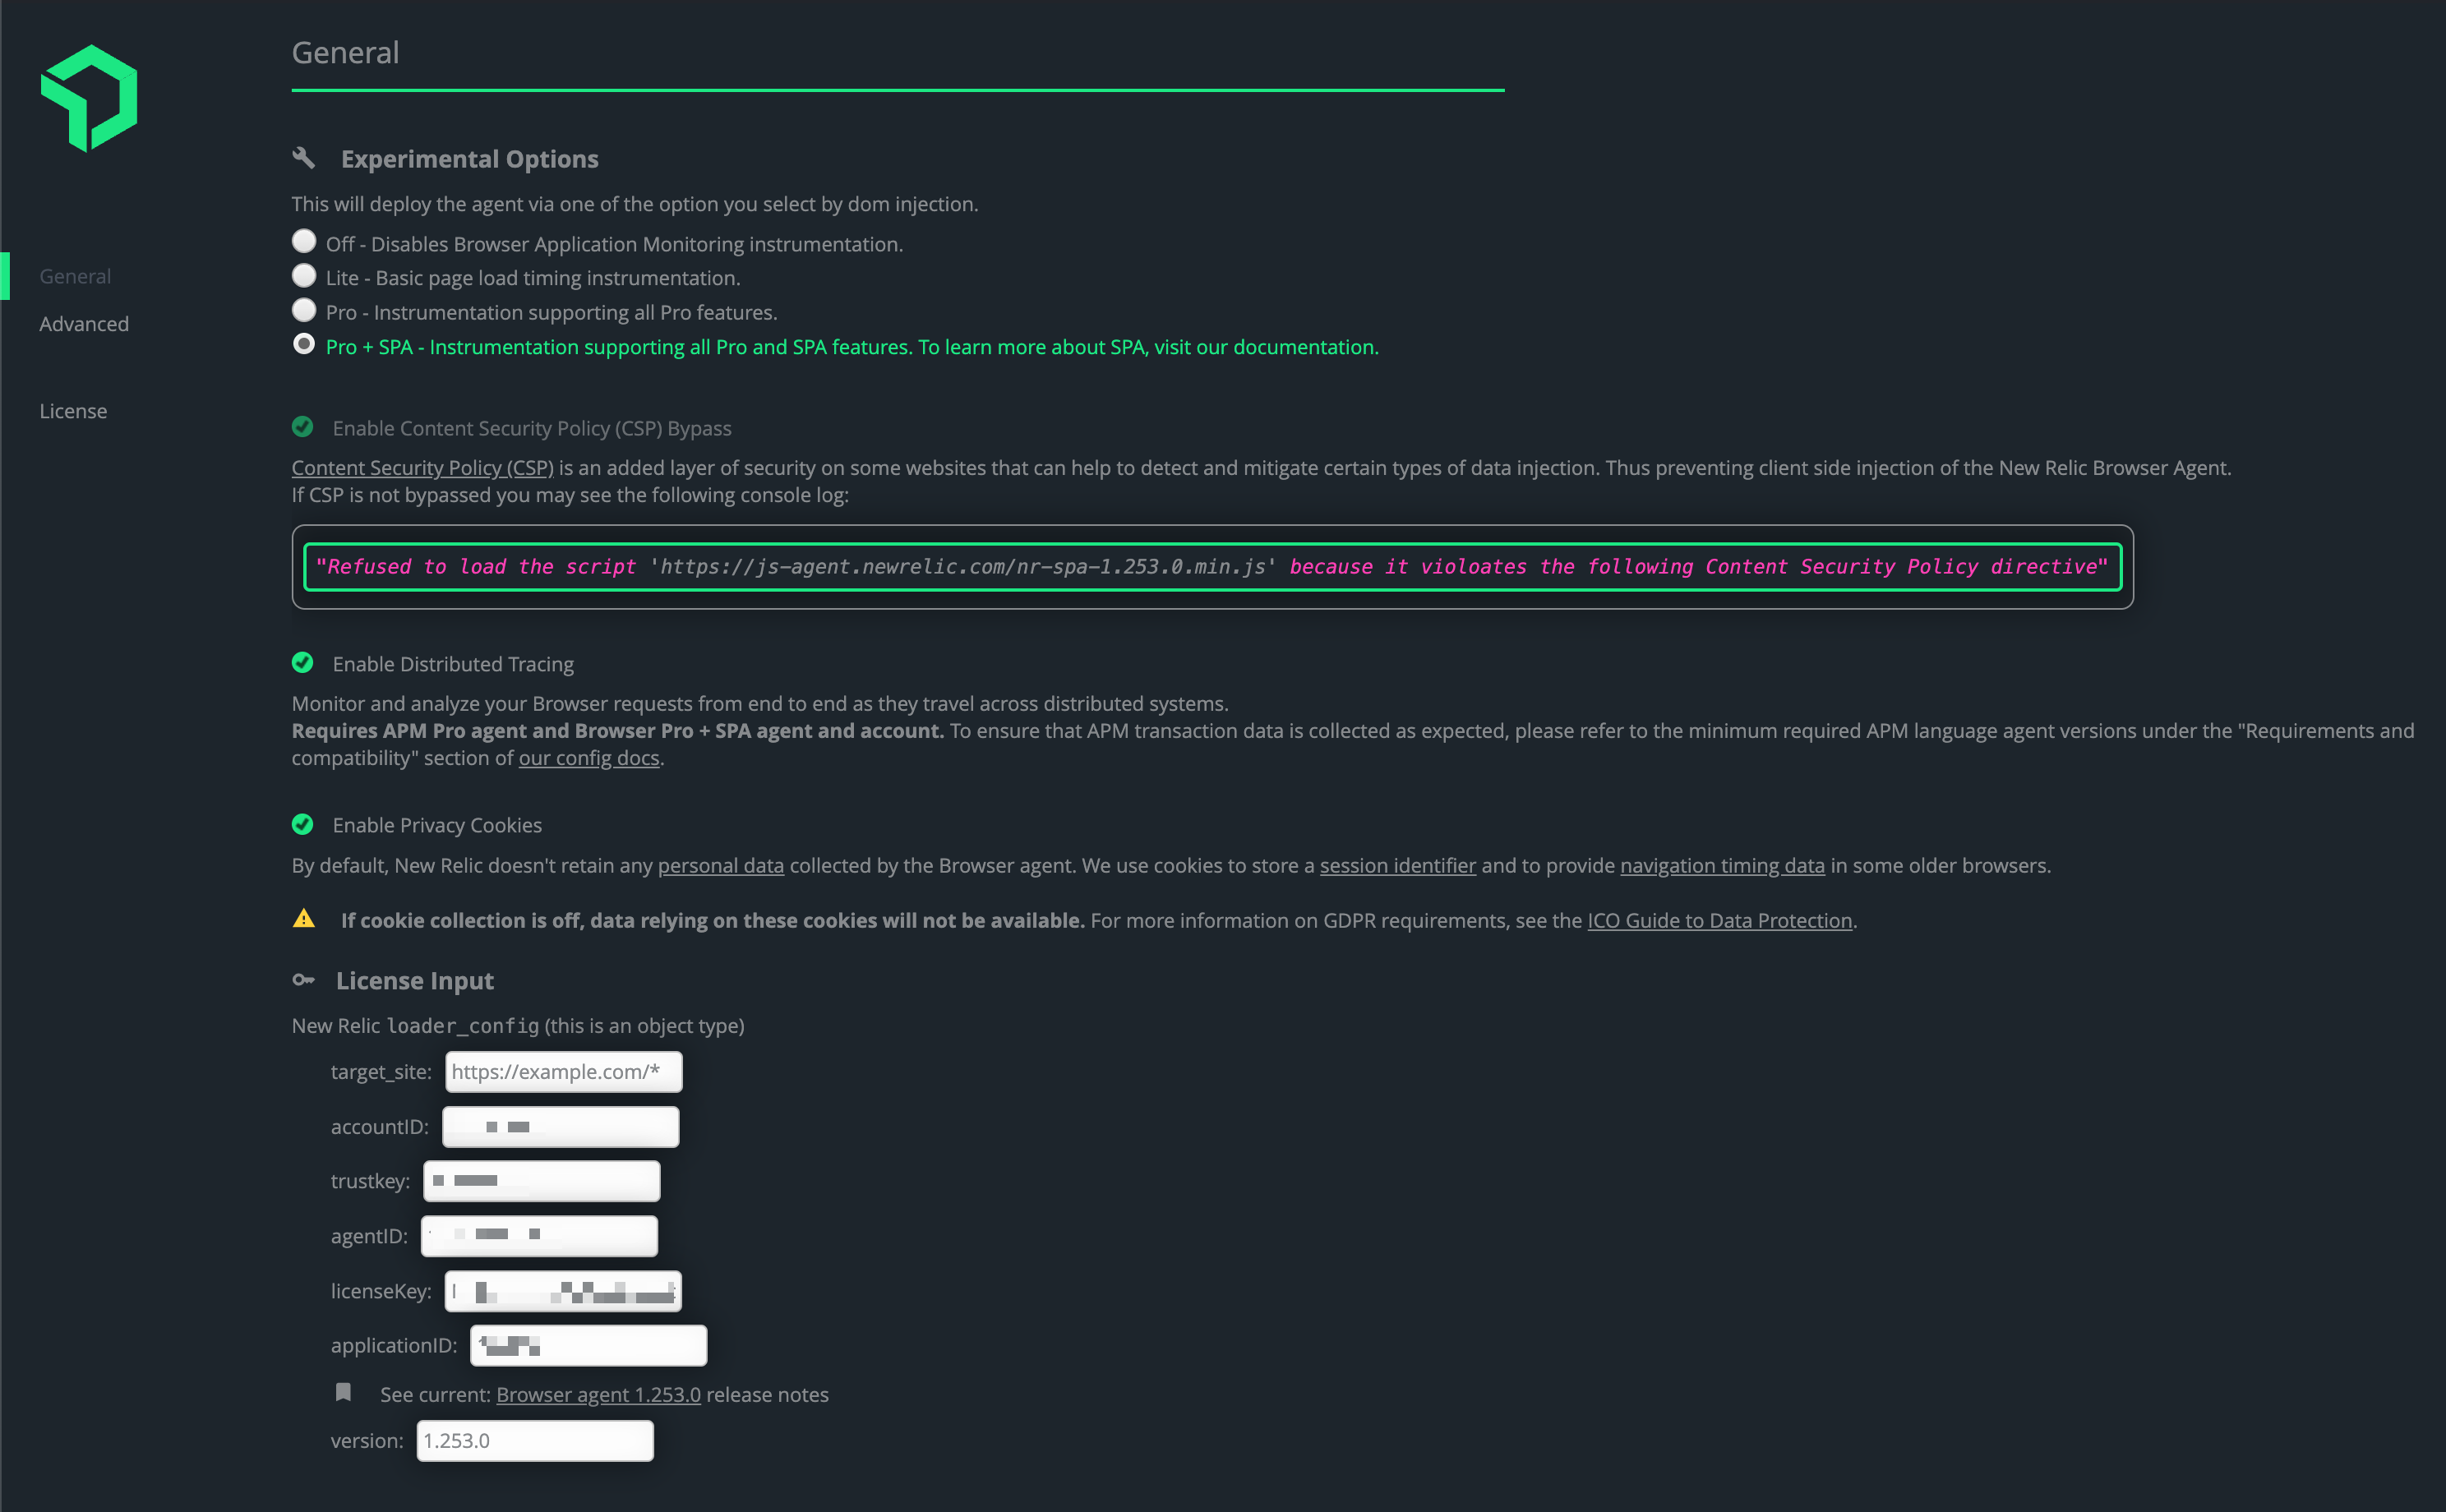 General
General
Advanced
License
Experimental Options
This will deploy the agent via one of the option you select by dom injection.
Off - Disables Browser Application Monitoring instrumentation.
Lite - Basic page load timing instrumentation.
Pro - Instrumentation supporting all Pro features.
Pro + SPA - Instrumentation supporting all Pro and SPA features. To learn more about SPA, visit our documentation.
Enable Content Security Policy (CSP) Bypass
Content Security Policy (CSP) is an added layer of security on some websites that can help to detect and mitigate certain types of data injection. Thus preventing client side injection of the New Relic Browser Agent.
If CSP is not bypassed you may see the following console log:
"Refused to load the script 'https://js-agent.newrelic.com/nr-spa-1.253.0.min.js' because it violoates the following Content Security Policy directive"
Enable Distributed Tracing
Monitor and analyze your Browser requests from end to end as they travel across distributed systems.
Requires APM Pro agent and Browser Pro + SPA agent and account. To ensure that APM transaction data is collected as expected, please refer to the minimum required APM language agent versions under the "Requirements and
compatibility" section of our config docs.
Enable Privacy Cookies
By default, New Relic doesn't retain any personal data collected by the Browser agent. We use cookies to store a session identifier and to provide navigation timing data in some older browsers.
If cookie collection is off, data relying on these cookies will not be available. For more information on GDPR requirements, see the ICO Guide to Data Protection.
License Input
New Relic loader_config (this is an object type)
target_site: https://example.com/*
accountID:
trustkey:
agentID:
licenseKey:
applicationID:
See current: Browser agent 1.253.0 release notes
version: 1.253.0